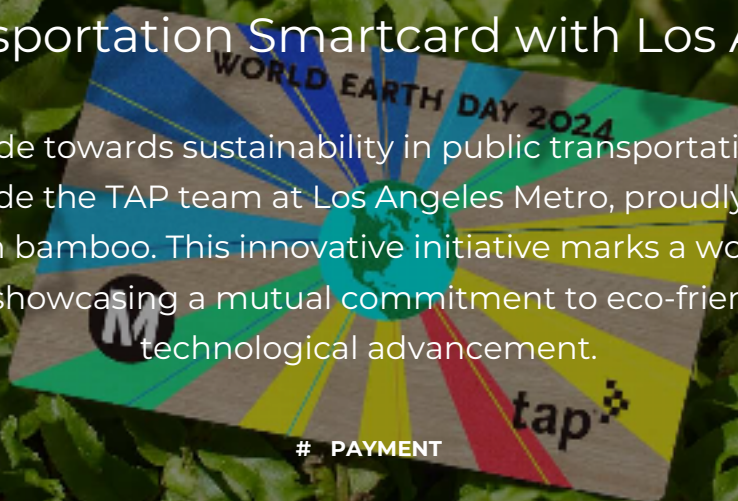 sportation Smartcard with Los A
WORLD EARTH DAY 2024
de towards sustainability in public transportati
de the TAP team at Los Angeles Metro, proudly
n bamboo. This innovative initiative marks a wo
showcasing a mutual commitment to eco-frien
M
technological advancement.
tap
# PAYMENT